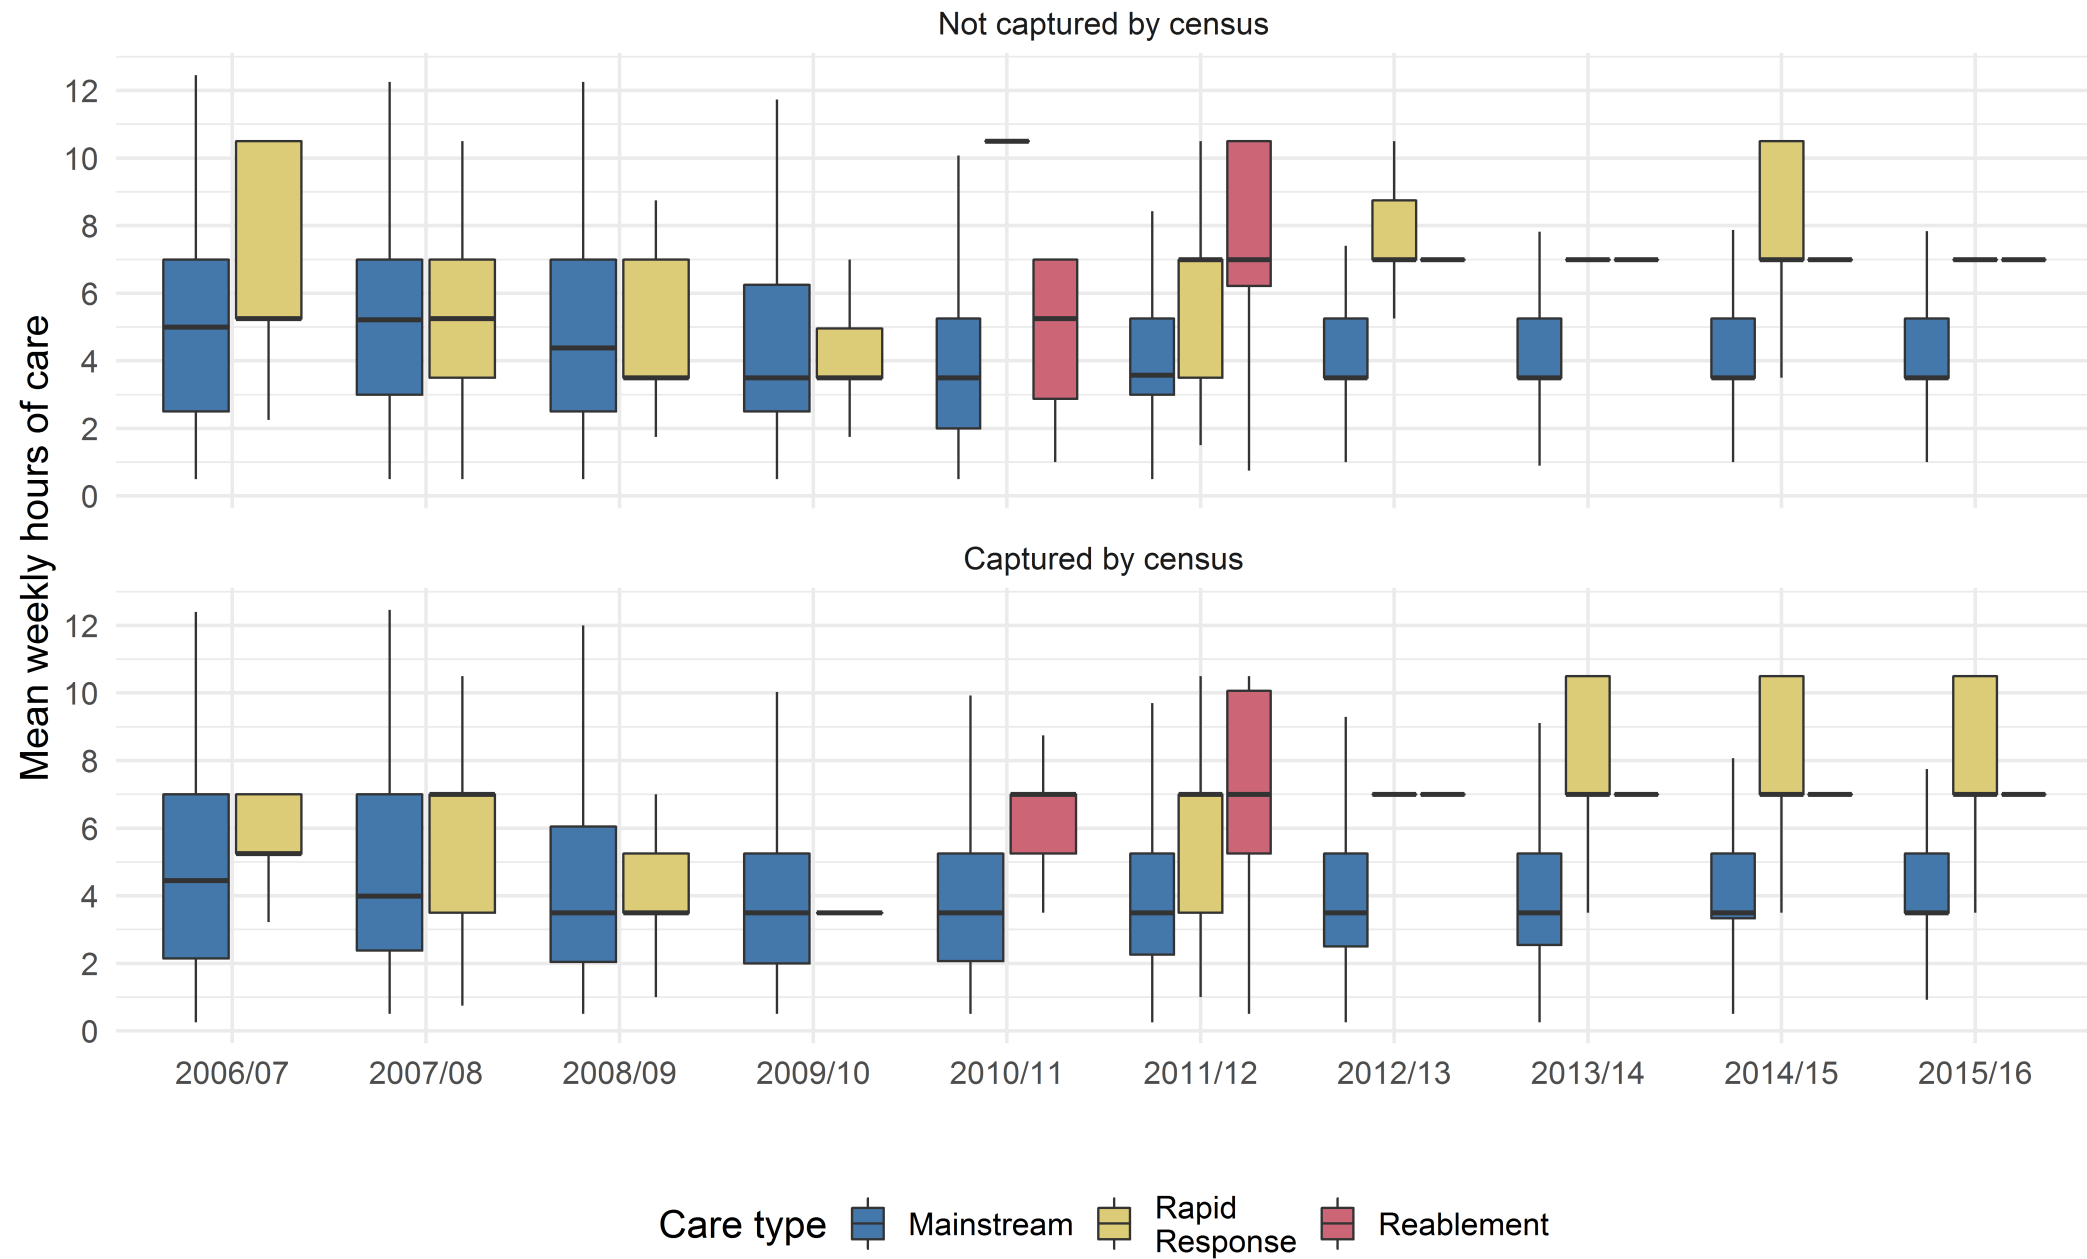 Not captured by census
12
10
8
6
4
2
0
Mean weekly hours of care
Captured by census
12
10
8
6
4
2
0
2006/07 2007/08 2008/09 2009/10 2010/11 2011/12 2012/13 2013/14 2014/15 2015/16
Care type Mainstream Rapid Response Reablement